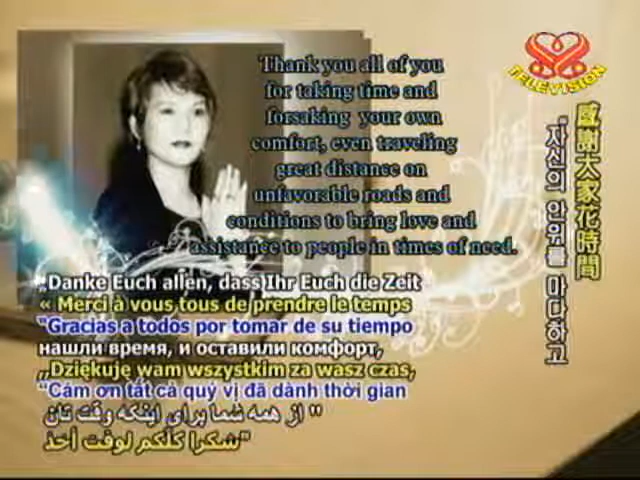 Thank you all of you
for taking time and
forsaking your own
comfort, even traveling
great distance on
unfavorable roads and
conditions to bring love and
assistance to people in times of need.
TELEVISION
感謝大家花時間
"자신의 안위를 마다하고
„Danke Euch allen, dass Ihr Euch die Zeit
« Merci à vous tous de prendre le temps
"Gracias a todos por tomar de su tiempo
нашли время, и оставили комфорт,
„Dziękuję wam wszystkim za wasz czas,
"Cám ơn tất cả quý vị đã dành thời gian
" از همه شما برای اینکه وقت تان
"شكرا كلّكم لوقت أخذ